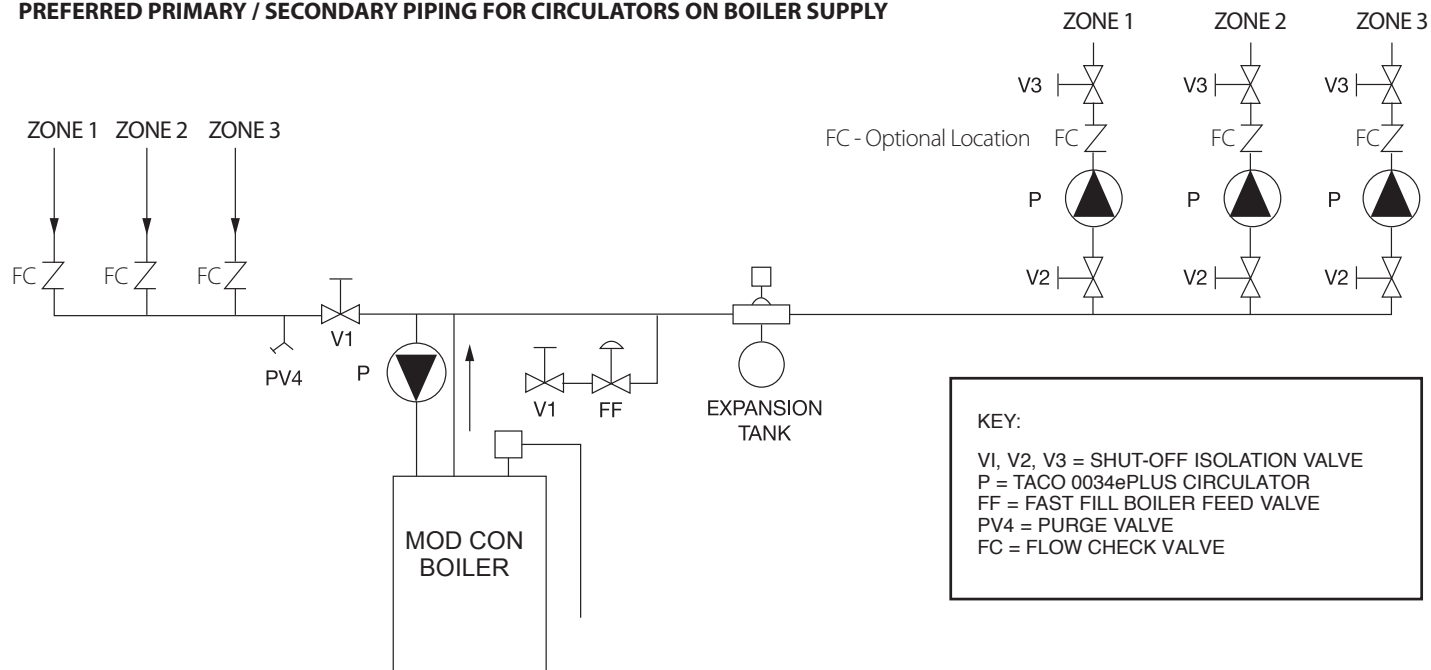 PREFERRED PRIMARY / SECONDARY PIPING FOR CIRCULATORS ON BOILER SUPPLY
ZONE 1 ZONE 2 ZONE 3
V3 V3 V3
ZONE 1 ZONE 2 ZONE 3
FC - Optional Location FC FC FC
P P P
FC FC FC V2 V2 V2
V1
PV4 P
V1 FF EXPANSION
TANK
MOD CON
BOILER
KEY:
VI, V2, V3 = SHUT-OFF ISOLATION VALVE
P = TACO 0034ePLUS CIRCULATOR
FF = FAST FILL BOILER FEED VALVE
PV4 = PURGE VALVE
FC = FLOW CHECK VALVE